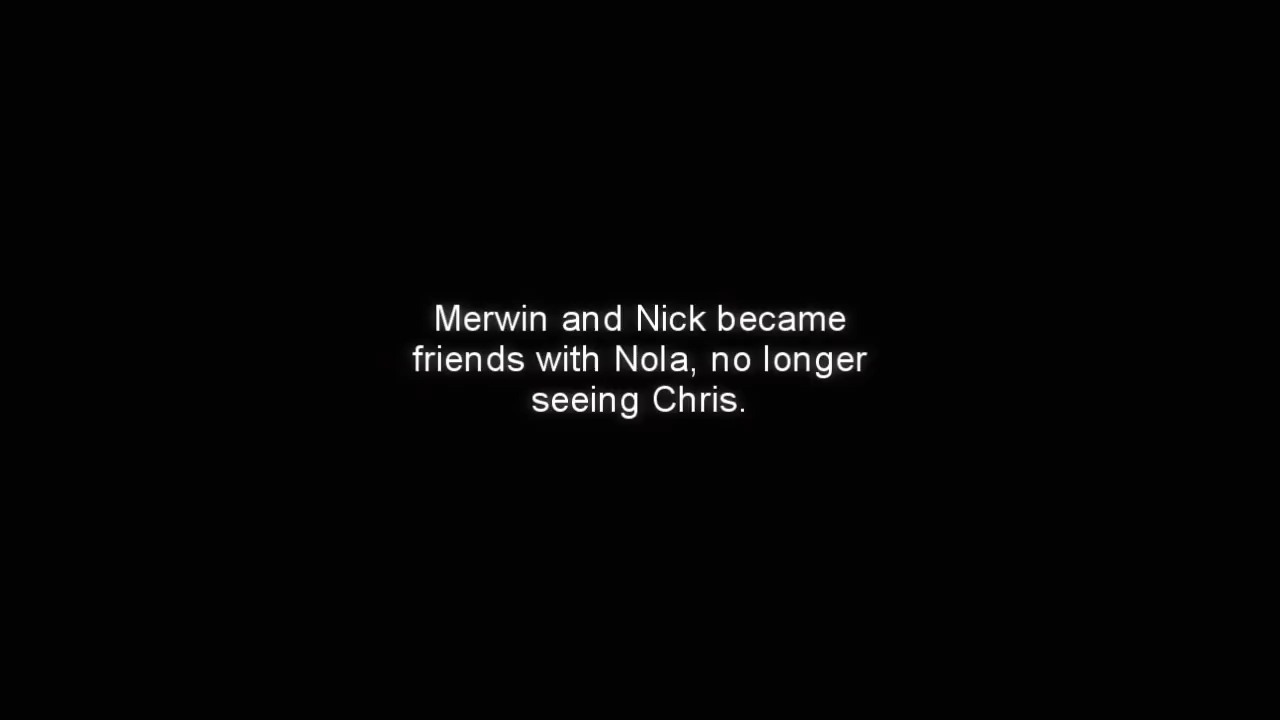 Merwin and Nick became
friends with Nola, no longer
seeing Chris.